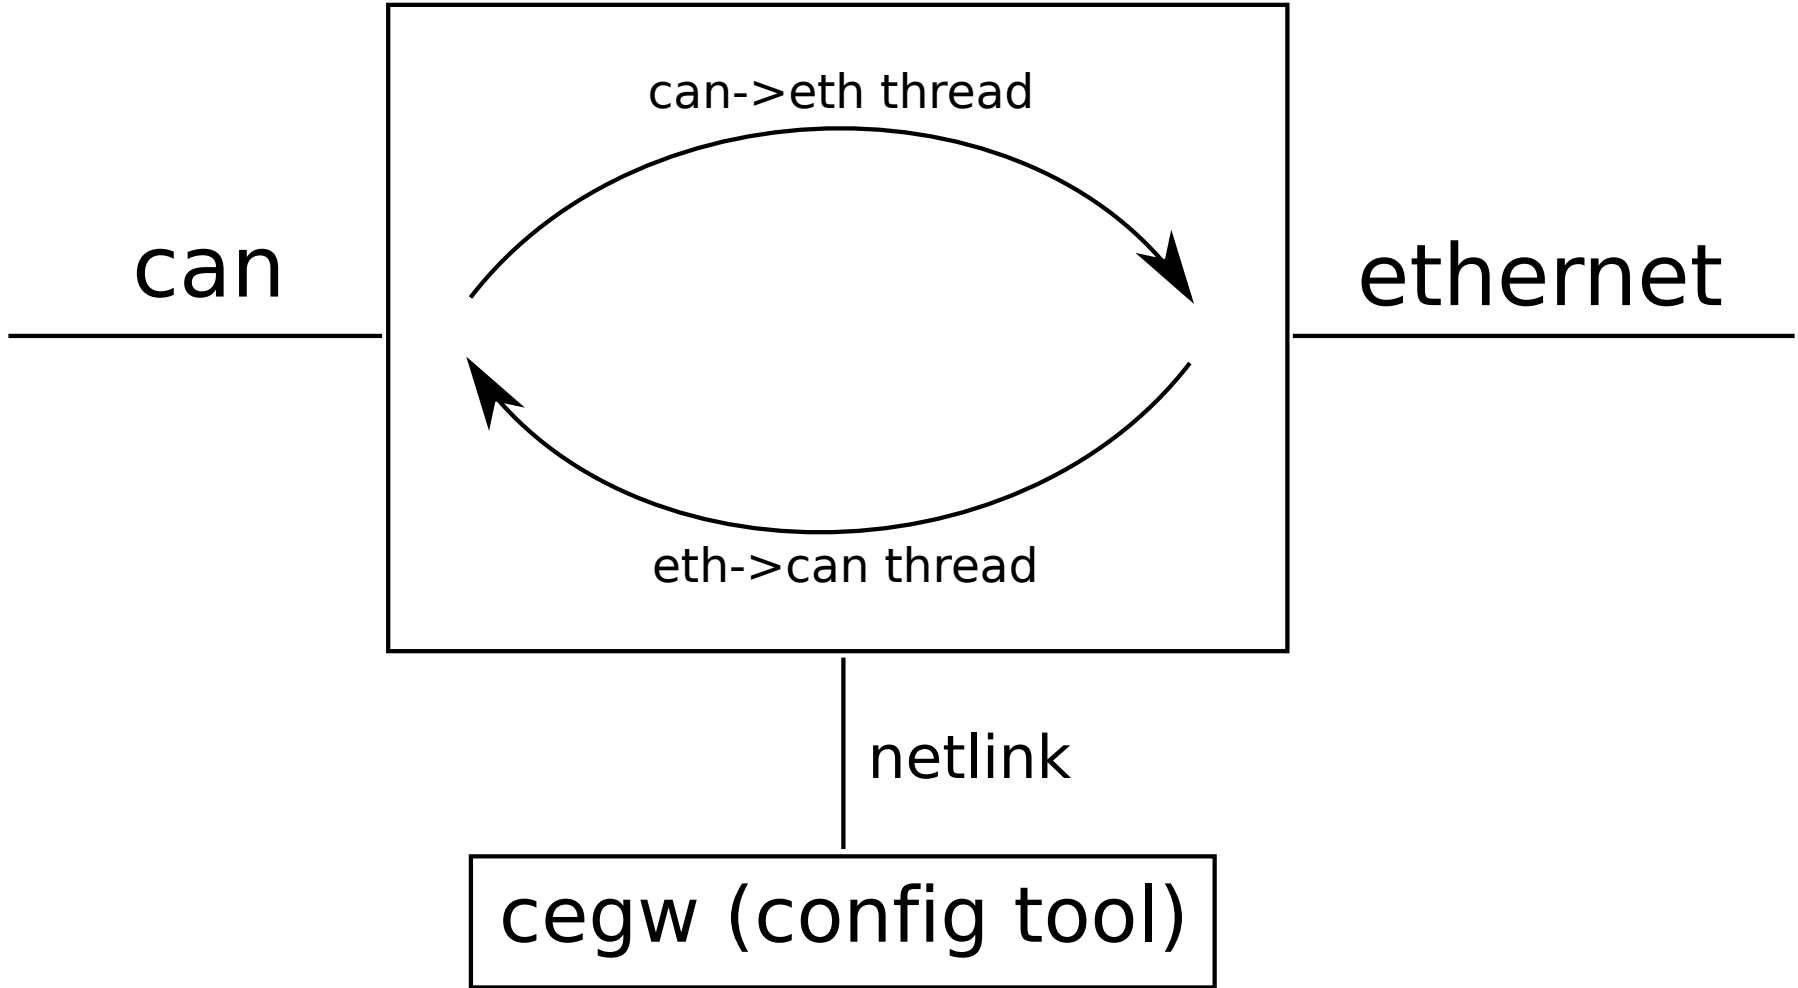 can->eth thread
can
ethernet
eth->can thread
netlink
cegw (config tool)